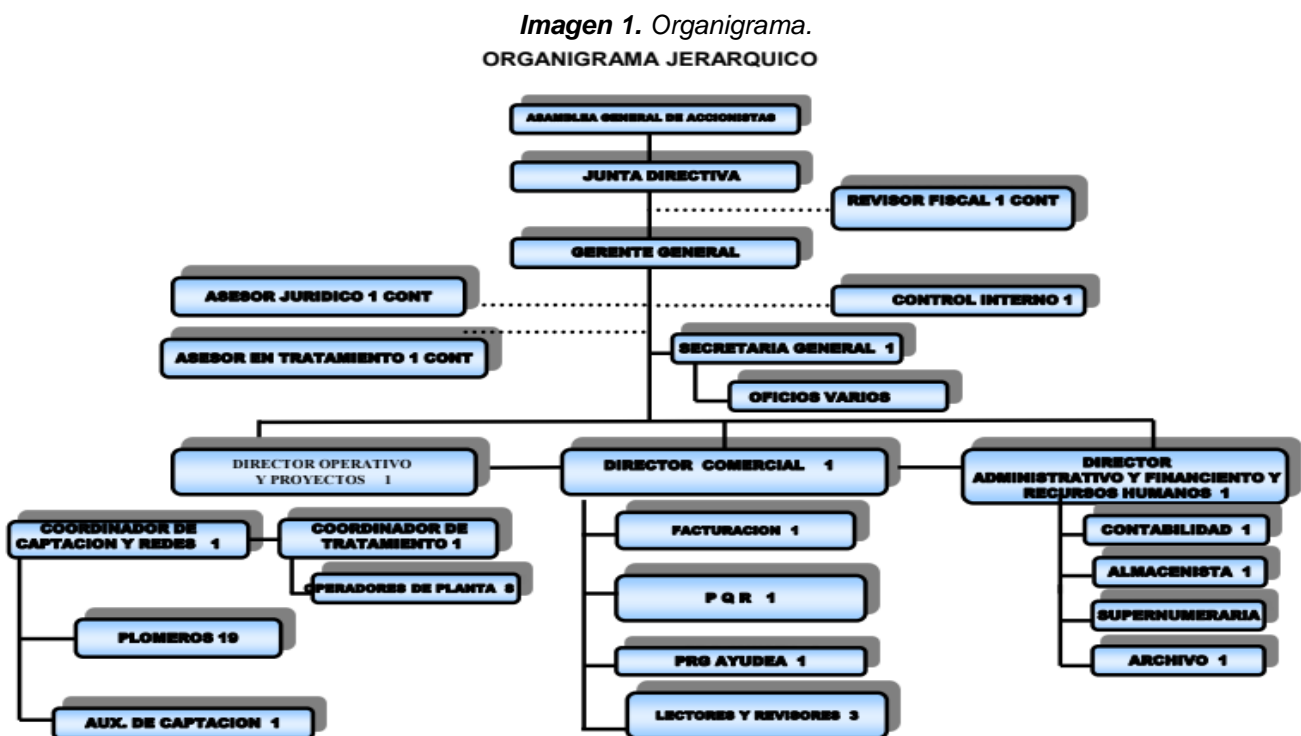 Imagen 1. Organigrama.
ORGANIGRAMA JERARQUICO
ASAMBLEA GENERAL DE ACCIONISTAS
JUNTA DIRECTIVA
REVISOR FISCAL 1 CONT
GERENTE GENERAL
ASESOR JURIDICO 1 CONT
CONTROL INTERNO 1
ASESOR EN TRATAMIENTO 1 CONT
SECRETARIA GENERAL 1
OFICIOS VARIOS
DIRECTOR OPERATIVO
Y PROYECTOS 1
DIRECTOR COMERCIAL 1
DIRECTOR
ADMINISTRATIVO Y FINANCIENTO Y
RECURSOS HUMANOS 1
COORDINADOR DE
CAPTACION Y REDES 1
COORDINADOR DE
TRATAMIENTO 1
OPERADORES DE PLANTA 8
PLOMEROS 19
AUX. DE CAPTACION 1
FACTURACION 1
P Q R 1
PRG AYUDEA 1
LECTORES Y REVISORES 3
CONTABILIDAD 1
ALMACENISTA 1
SUPERNUMERARIA
ARCHIVO 1